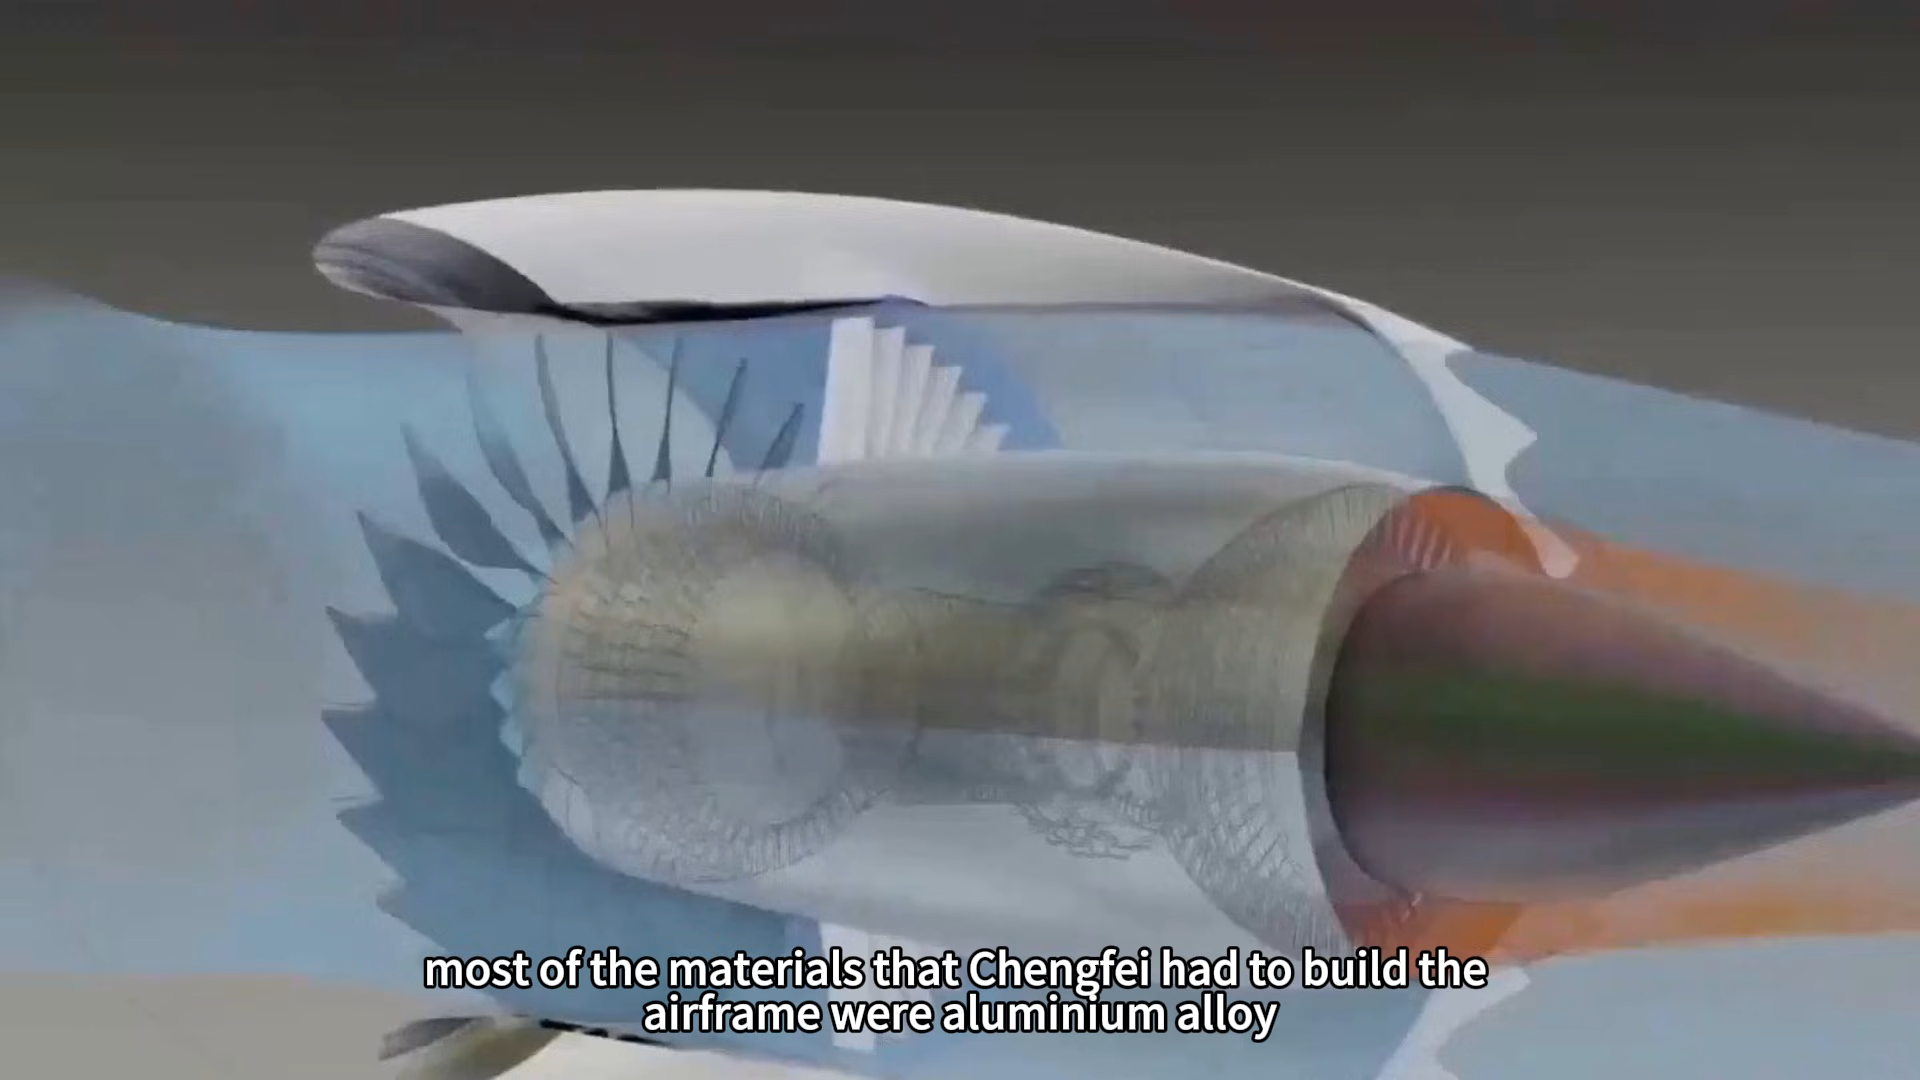 most of the materials that Chengfei had to build the
airframe were aluminium alloy